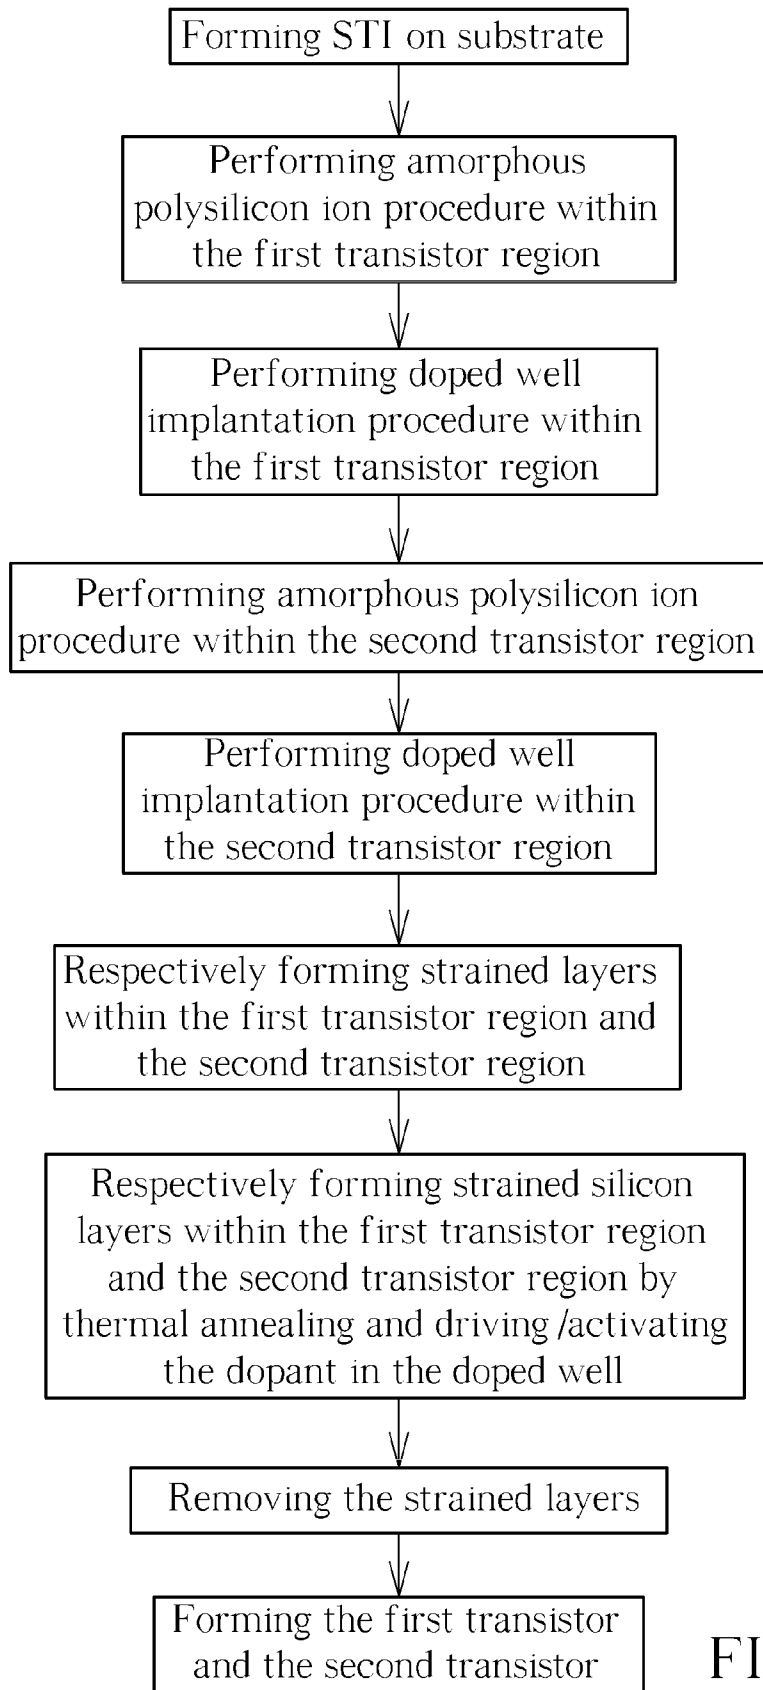 Forming STI on substrate
Performing amorphous
polysilicon ion procedure within
the first transistor region
Performing doped well
implantation procedure within
the first transistor region
Performing amorphous polysilicon ion
procedure within the second transistor region
Performing doped well
implantation procedure within
the second transistor region
Respectively forming strained layers
within the first transistor region and
the second transistor region
Respectively forming strained silicon
layers within the first transistor region
and the second transistor region by
thermal annealing and driving/activating
the dopant in the doped well
Removing the strained layers
Forming the first transistor
and the second transistor
FI